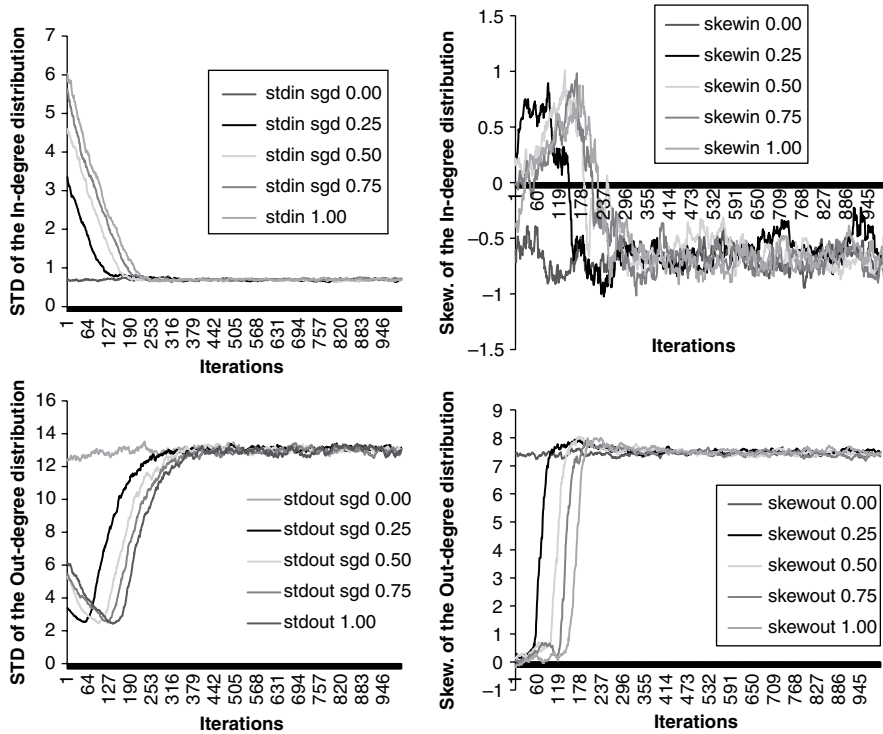 STD of the In-degree distribution
7
6
5
4
3
2
1
0
stdin sgd 0.00
stdin sgd 0.25
stdin sgd 0.50
stdin sgd 0.75
stdin 1.00
1 64 127 190 253 316 379 442 505 568 631 694 757 820 883 946
Iterations
Skew. of the In-degree distribution
1.5
1
0.5
0
−0.5
−1
−1.5
skewin 0.00
skewin 0.25
skewin 0.50
skewin 0.75
skewin 1.00
1 60 119 178 237 296 355 414 473 532 591 650 709 768 827 886 945
Iterations
STD of the Out-degree distribution
16
14
12
10
8
6
4
2
0
stdout sgd 0.00
stdout sgd 0.25
stdout sgd 0.50
stdout sgd 0.75
stdout 1.00
1 64 127 190 253 316 379 442 505 568 631 694 757 820 883 946
Iterations
Skew. of the Out-degree distribution
9
8
7
6
5
4
3
2
1
0
−1
skewout 0.00
skewout 0.25
skewout 0.50
skewout 0.75
skewout 1.00
1 60 119 178 237 296 355 414 473 532 591 650 709 768 827 886 945
Iterations